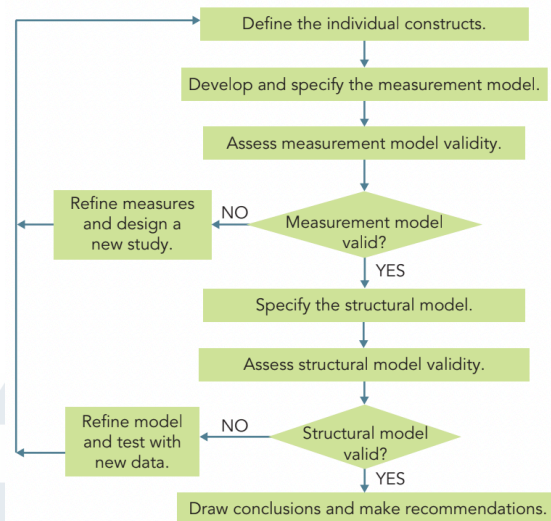 Define the individual constructs.
Develop and specify the measurement model.
Assess measurement model validity.
Refine measures
and design a
new study.
NO
Measurement model
valid?
YES
Specify the structural model.
Assess structural model validity.
Refine model
and test with
new data.
NO
Structural model
valid?
YES
Draw conclusions and make recommendations.